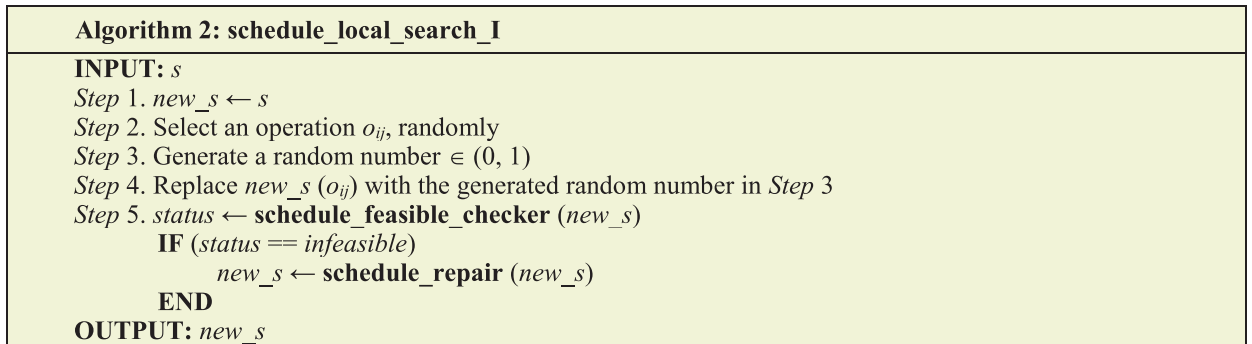 Algorithm 2: schedule_local_search_I
INPUT: s
Step 1. new_s ← s
Step 2. Select an operation oij, randomly
Step 3. Generate a random number ∈ (0, 1)
Step 4. Replace new_s (oij) with the generated random number in Step 3
Step 5. status ← schedule_feasible_checker (new_s)
IF (status == infeasible)
new_s ← schedule_repair (new_s)
END
OUTPUT: new_s